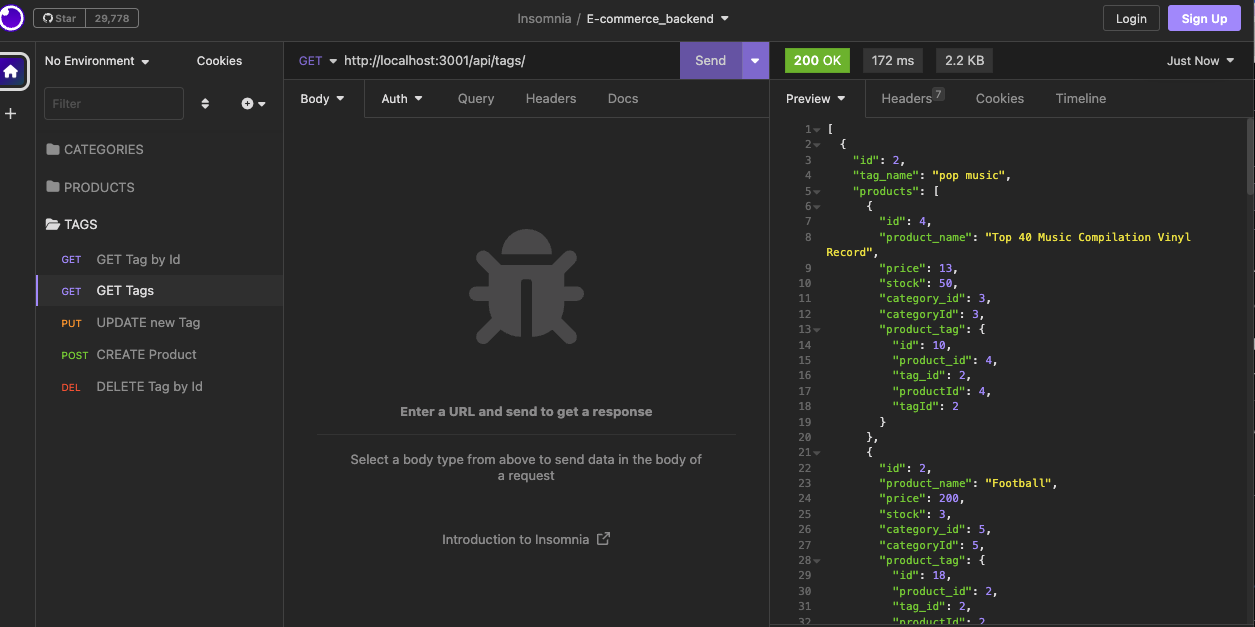 Star 29,778
Insomnia / E-commerce_backend
Login
Sign Up
No Environment
Cookies
Filter
CATEGORIES
PRODUCTS
TAGS
GET GET Tag by Id
GET GET Tags
PUT UPDATE new Tag
POST CREATE Product
DEL DELETE Tag by Id
GET http://localhost:3001/api/tags/
Send
Body
Auth
Query
Headers
Docs
Enter a URL and send to get a response
Select a body type from above to send data in the body of
a request
Introduction to Insomnia
200 OK
172 ms
2.2 KB
Just Now
Preview
Headers 7
Cookies
Timeline
1 [
2 {
3 "id": 2,
4 "tag_name": "pop music",
5 "products": [
6 {
7 "id": 4,
8 "product_name": "Top 40 Music Compilation Vinyl
Record",
9 "price": 13,
10 "stock": 50,
11 "category_id": 3,
12 "categoryId": 3,
13 "product_tag": {
14 "id": 10,
15 "product_id": 4,
16 "tag_id": 2,
17 "productId": 4,
18 "tagId": 2
19 }
20 },
21 {
22 "id": 2,
23 "product_name": "Football",
24 "price": 200,
25 "stock": 3,
26 "category_id": 5,
27 "categoryId": 5,
28 "product_tag": {
29 "id": 18,
30 "product_id": 2,
31 "tag_id": 2,
32 "productId": 2